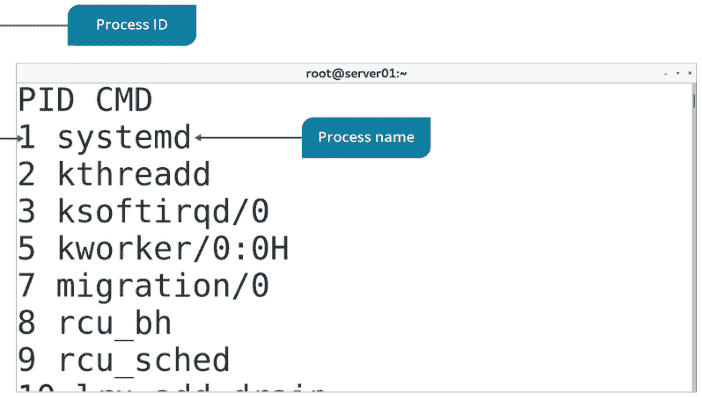 Process ID
root@server01:~
PID CMD
1 systemd
Process name
2 kthreadd
3 ksoftirqd/0
5 kworker/0:0H
7 migration/0
8 rcu_bh
9 rcu_sched